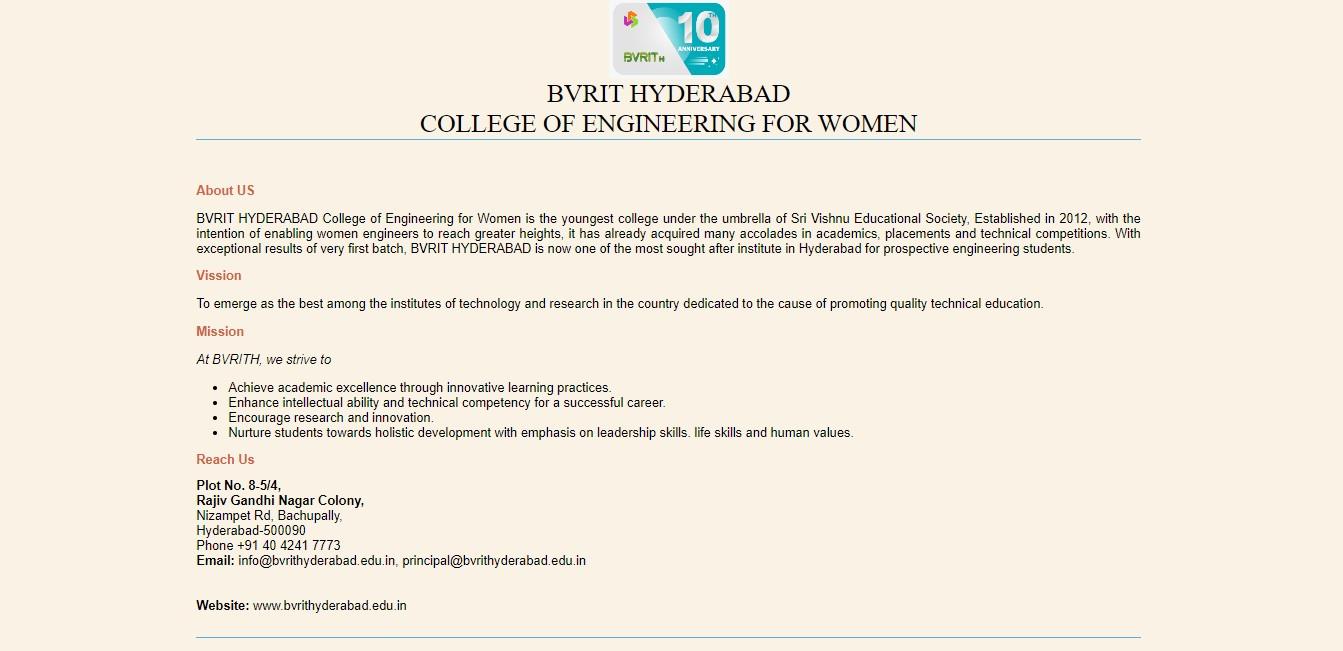 10TH
ANNIVERSARY
BVRITH
BVRIT HYDERABAD
COLLEGE OF ENGINEERING FOR WOMEN
About US
BVRIT HYDERABAD College of Engineering for Women is the youngest college under the umbrella of Sri Vishnu Educational Society, Established in 2012, with the
intention of enabling women engineers to reach greater heights, it has already acquired many accolades in academics, placements and technical competitions. With
exceptional results of very first batch, BVRIT HYDERABAD is now one of the most sought after institute in Hyderabad for prospective engineering students.
Vission
To emerge as the best among the institutes of technology and research in the country dedicated to the cause of promoting quality technical education.
Mission
At BVRITH, we strive to
• Achieve academic excellence through innovative learning practices.
• Enhance intellectual ability and technical competency for a successful career.
• Encourage research and innovation.
• Nurture students towards holistic development with emphasis on leadership skills. life skills and human values.
Reach Us
Plot No. 8-5/4,
Rajiv Gandhi Nagar Colony,
Nizampet Rd, Bachupally,
Hyderabad-500090
Phone +91 40 4241 7773
Email: info@bvrithyderabad.edu.in, principal@bvrithyderabad.edu.in
Website: www.bvrithyderabad.edu.in